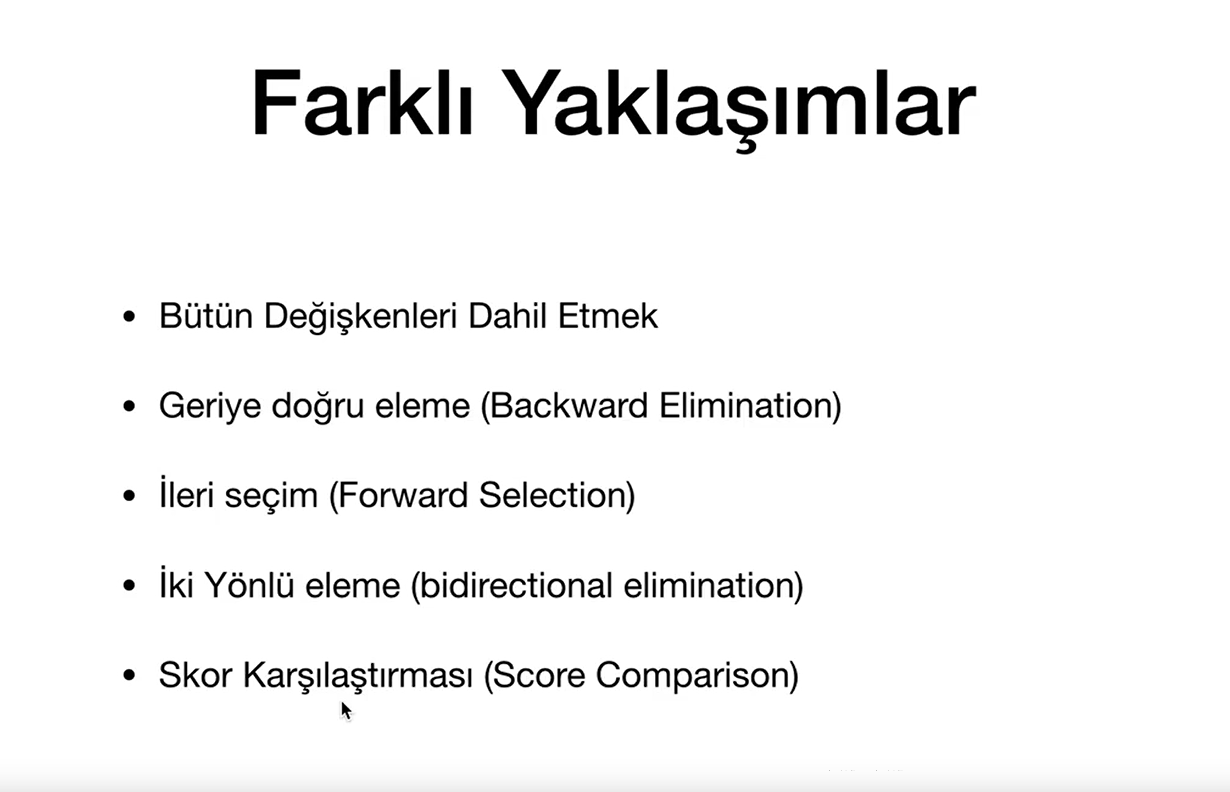 Farklı Yaklaşımlar
• Bütün Değişkenleri Dahil Etmek
• Geriye doğru eleme (Backward Elimination)
• İleri seçim (Forward Selection)
• İki Yönlü eleme (bidirectional elimination)
• Skor Karşılaştırması (Score Comparison)